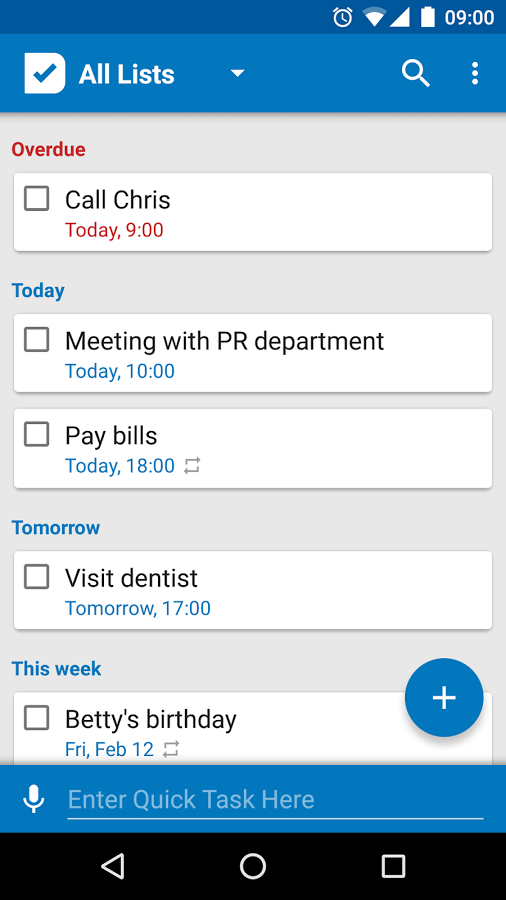 09:00
All Lists
Overdue
Call Chris
Today, 9:00
Today
Meeting with PR department
Today, 10:00
Pay bills
Today, 18:00
Tomorrow
Visit dentist
Tomorrow, 17:00
This week
Betty's birthday
Fri, Feb 12
Enter Quick Task Here